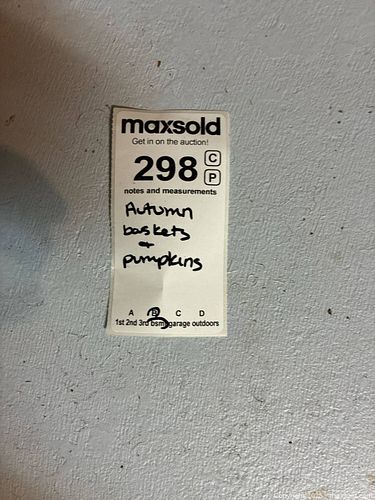 maxsold
Get in on the auction!
298 C
P
notes and measurements
Autumn
baskets
+
pumpkins
A B C D
1st 2nd 3rd bsmt garage outdoors